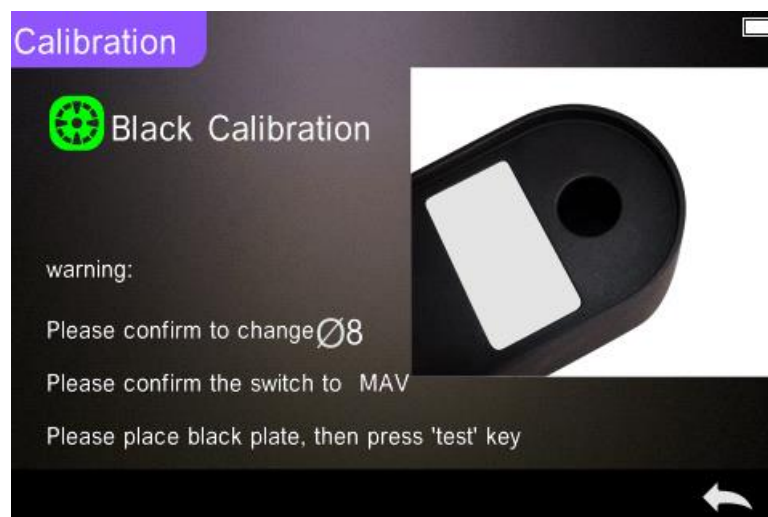 Calibration
Black Calibration
warning:
Please confirm to change∅8
Please confirm the switch to MAV
Please place black plate, then press 'test' key